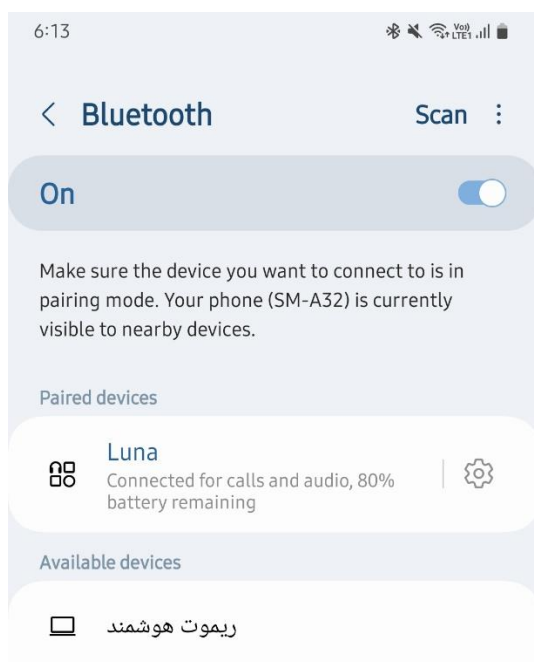 6:13 Vo)) LTE1
Bluetooth Scan
On
Make sure the device you want to connect to is in
pairing mode. Your phone (SM-A32) is currently
visible to nearby devices.
Paired devices
Luna
Connected for calls and audio, 80%
battery remaining
Available devices
ریموت هوشمند